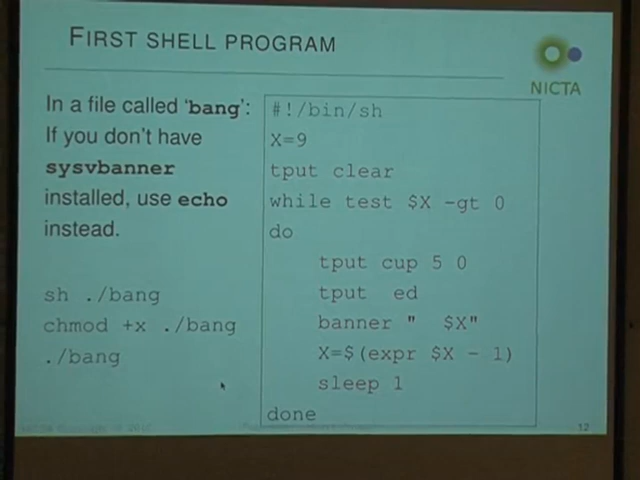 FIRST SHELL PROGRAM
NICTA
In a file called 'bang':
If you don't have
sysvbanner
installed, use echo
instead.
sh ./bang
chmod +x ./bang
./bang
#!/bin/sh
X=9
tput clear
while test $X -gt 0
do
tput cup 5 0
tput ed
banner " $X"
X=$(expr $X - 1)
sleep 1
done
12